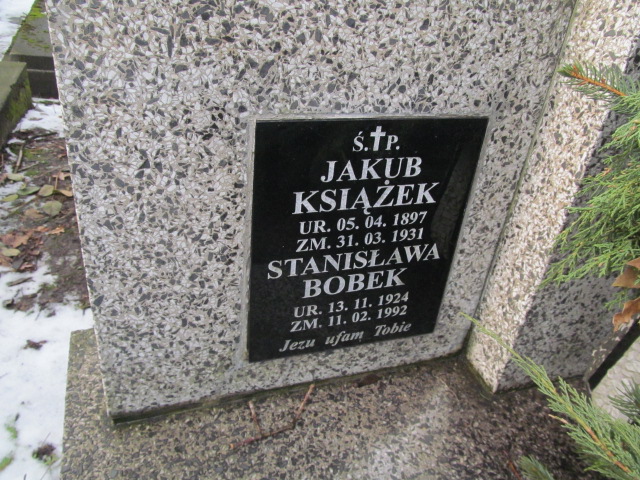 Ś.✝P.
JAKUB
KSIĄŻEK
UR. 05. 04. 1897
ZM. 31. 03. 1931
STANISŁAWA
BOBEK
UR. 13. 11. 1924
ZM. 11. 02. 1992
Jezu ufam Tobie